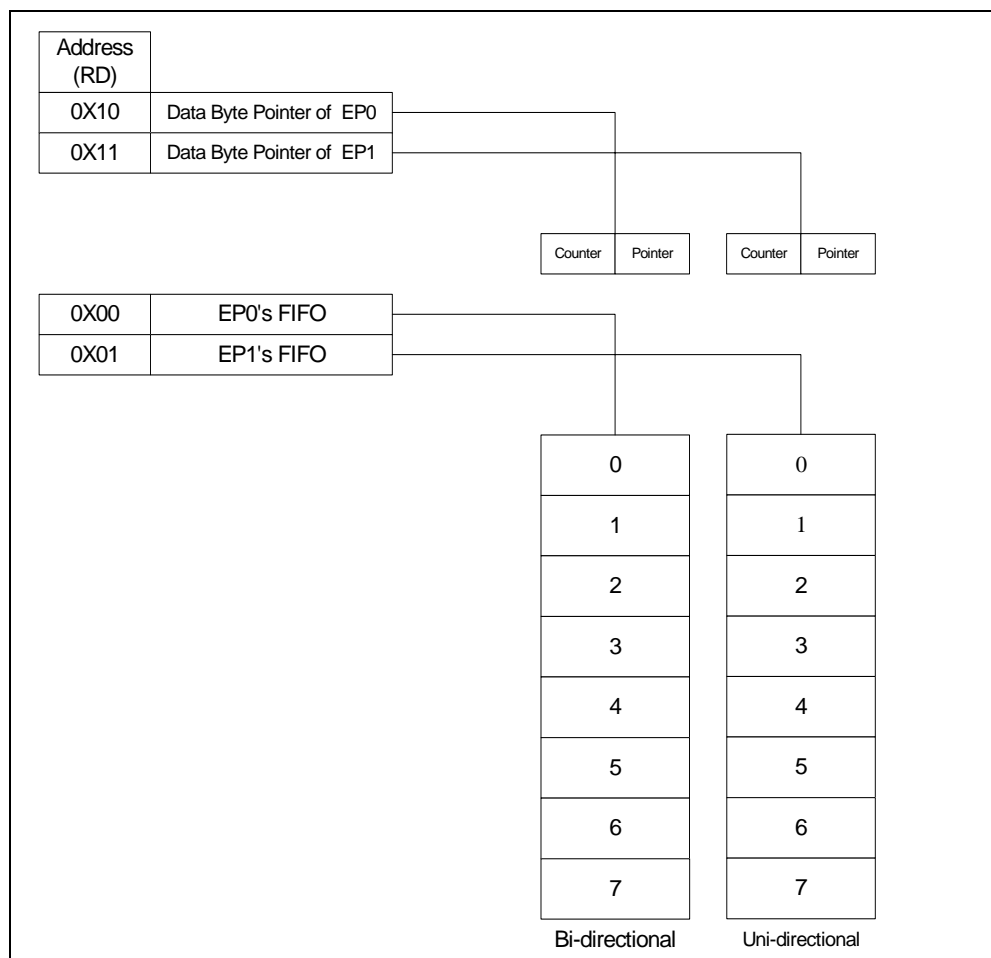 Address
(RD)
0X10 Data Byte Pointer of EP0
0X11 Data Byte Pointer of EP1
Counter Pointer Counter Pointer
0X00 EP0's FIFO
0X01 EP1's FIFO
0 0
1 1
2 2
3 3
4 4
5 5
6 6
7 7
Bi-directional Uni-directional